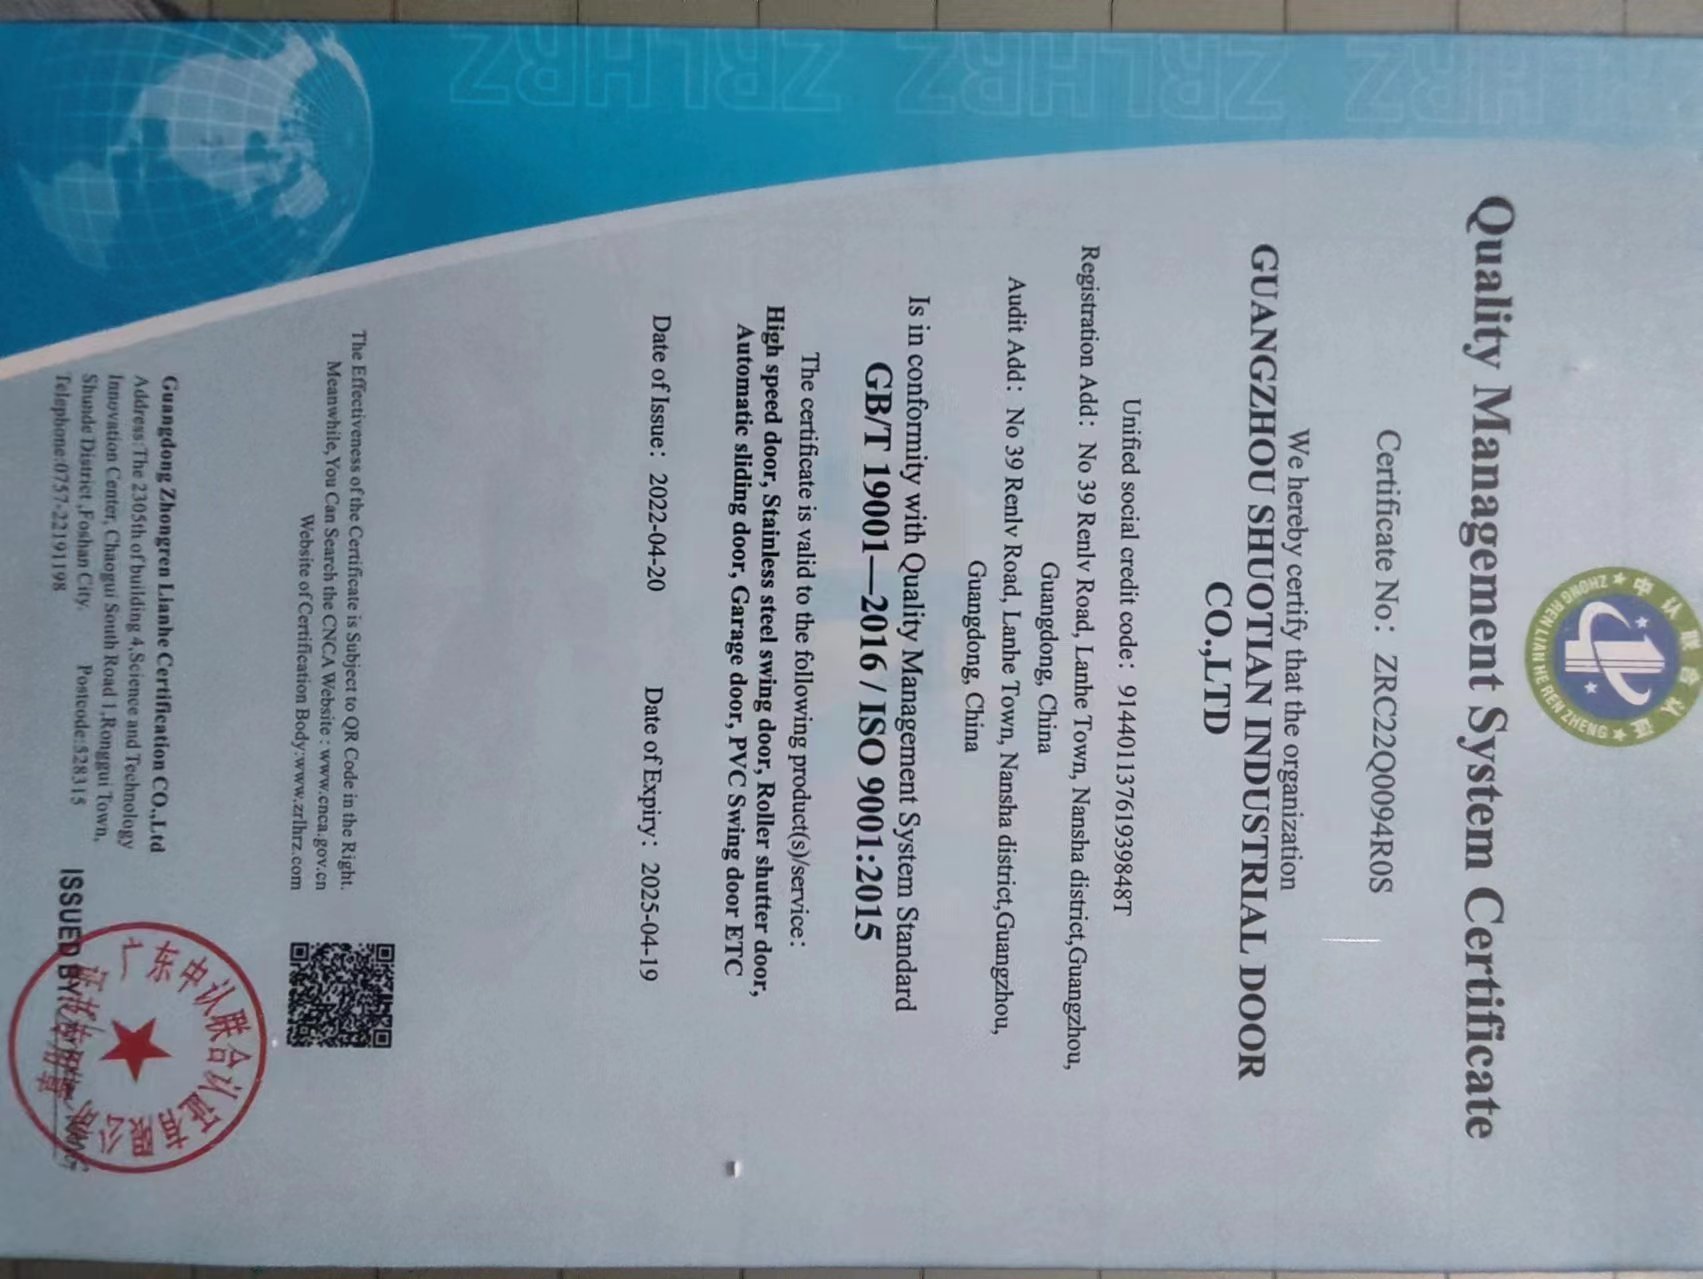 中认联合认证
ZHONG REN LIAN HE REN ZHENG
Quality Management System Certificate
Certificate No： ZRC22Q0094R0S
We hereby certify that the organization
GUANGZHOU SHUOTIAN INDUSTRIAL DOOR
CO.,LTD
Unified social credit code：91440113761939848T
Registration Add：No 39 Renlv Road, Lanhe Town, Nansha district,Guangzhou,
Guangdong, China
Audit Add：No 39 Renlv Road, Lanhe Town, Nansha district,Guangzhou,
Guangdong, China
Is in conformity with Quality Management System Standard
GB/T 19001—2016 / ISO 9001:2015
The certificate is valid to the following product(s)/service:
High speed door, Stainless steel swing door, Roller shutter door,
Automatic sliding door, Garage door, PVC Swing door ETC
Date of Issue：2022-04-20 Date of Expiry：2025-04-19
The Effectiveness of the Certificate is Subject to QR Code in the Right.
Meanwhile,You Can Search the CNCA Website : www.cnca.gov.cn
Website of Certification Body:www.zrlhrz.com
Guangdong Zhongren Lianhe Certification CO.,Ltd
Address:The 2305th of building 4,Science and Technology
Innovation Center, Chaogui South Road 1,Ronggui Town,
Shunde District,Foshan City. Postcode:528315
Telephone:0757-22191198
ISSUED BY:
广东中认联合认证有限公司
ZRLHRZ ZRLHRZ